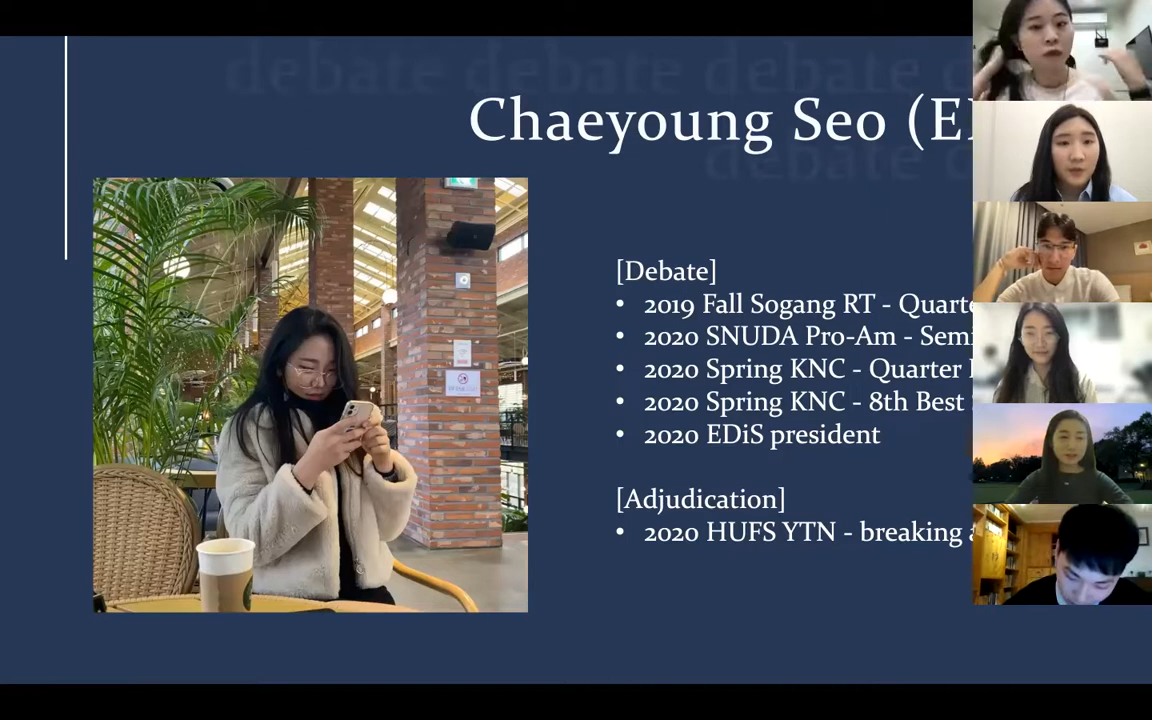 debate debate debate
Chaeyoung Seo (E
debate
[Debate]
• 2019 Fall Sogang RT - Quarte
• 2020 SNUDA Pro-Am - Semi
• 2020 Spring KNC - Quarter
• 2020 Spring KNC - 8th Best
• 2020 EDiS president
[Adjudication]
• 2020 HUFS YTN - breaking